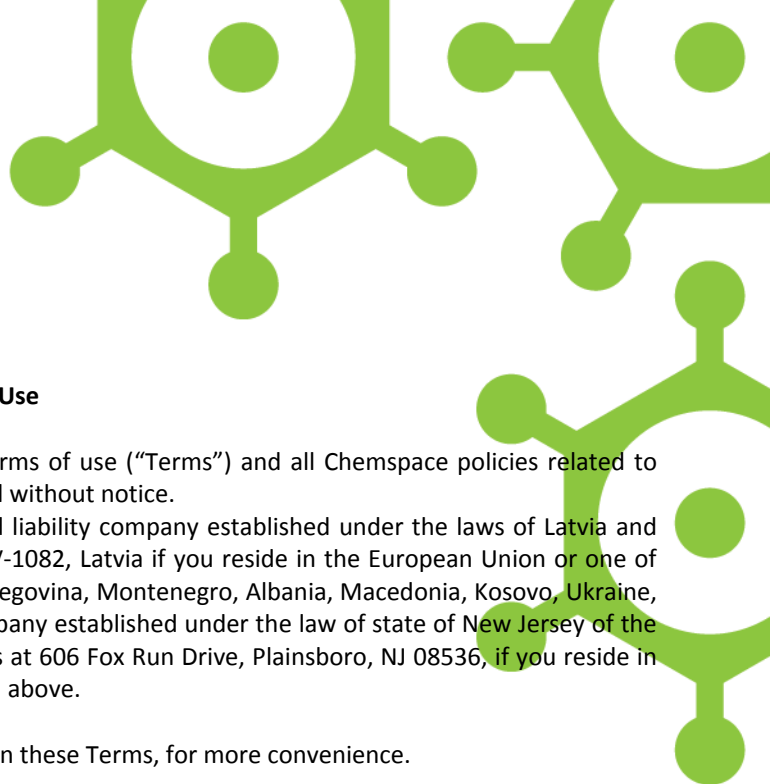 Use
rms of use (“Terms”) and all Chemspace policies related to
without notice.
liability company established under the laws of Latvia and
-1082, Latvia if you reside in the European Union or one of
egovina, Montenegro, Albania, Macedonia, Kosovo, Ukraine,
pany established under the law of state of New Jersey of the
s at 606 Fox Run Drive, Plainsboro, NJ 08536, if you reside in
above.
n these Terms, for more convenience.